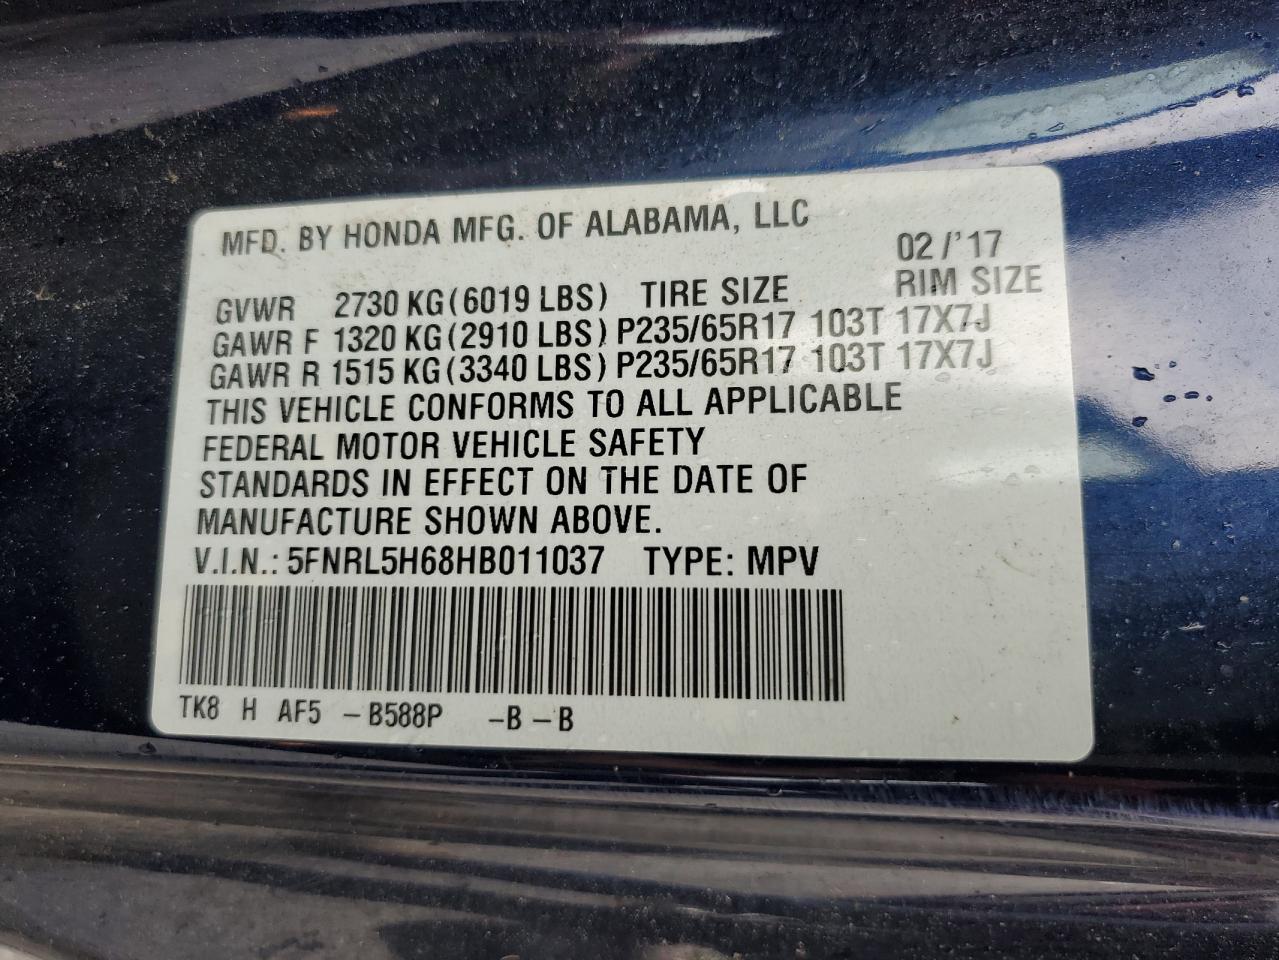 MFD. BY HONDA MFG. OF ALABAMA, LLC
02/'17
GVWR 2730 KG(6019 LBS) TIRE SIZE RIM SIZE
GAWR F 1320 KG(2910 LBS) P235/65R17 103T 17X7J
GAWR R 1515 KG(3340 LBS) P235/65R17 103T 17X7J
THIS VEHICLE CONFORMS TO ALL APPLICABLE
FEDERAL MOTOR VEHICLE SAFETY
STANDARDS IN EFFECT ON THE DATE OF
MANUFACTURE SHOWN ABOVE.
V.I.N.: 5FNRL5H68HB011037 TYPE: MPV
TK8 H AF5 -B588P -B-B